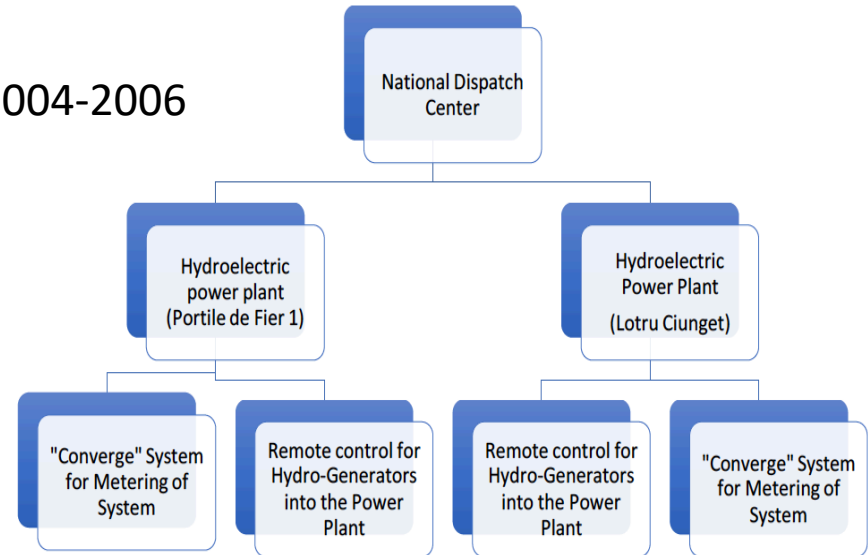 National Dispatch
Center
004-2006
Hydroelectric
power plant
(Portile de Fier 1)
Hydroelectric
Power Plant
(Lotru Ciunget)
"Converge" System
for Metering of
System
Remote control for
Hydro-Generators
into the Power
Plant
Remote control for
Hydro-Generators
into the Power
Plant
"Converge" System
for Metering of
System